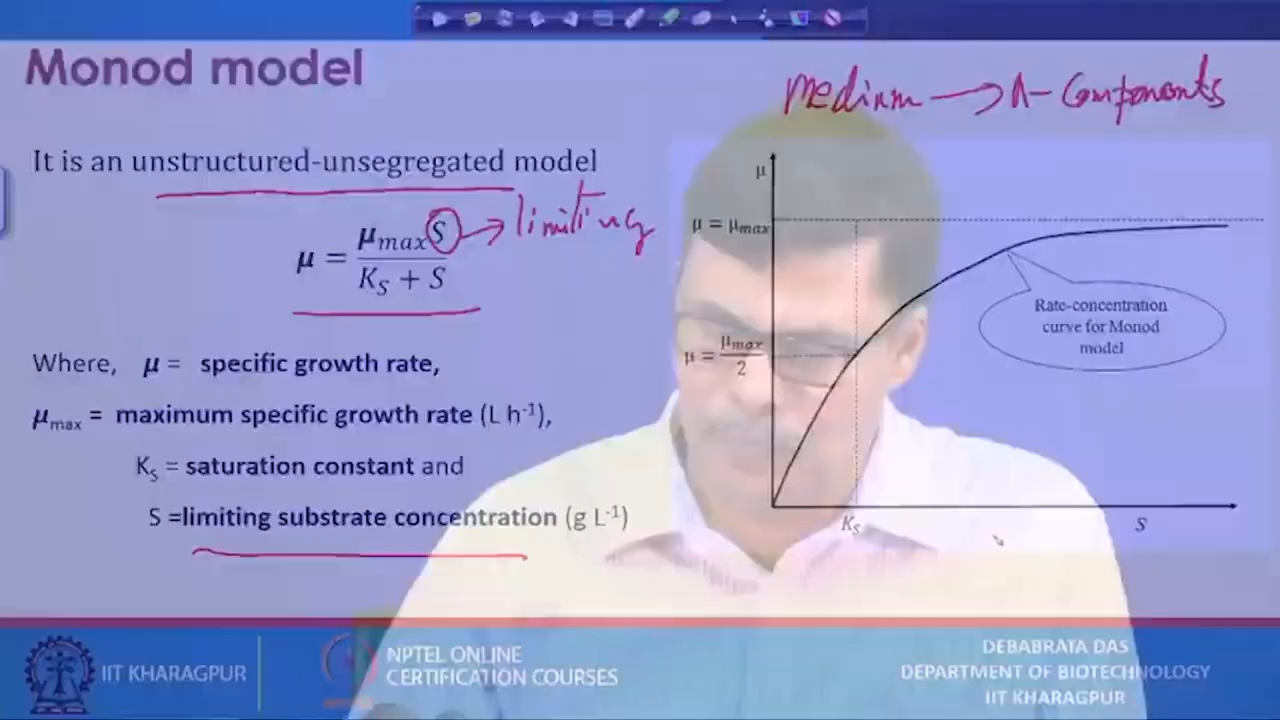 Monod model
medium → n- Components
It is an unstructured-unsegregated model
μ = μmax S / KS + S
limiting
Where, μ = specific growth rate,
μmax = maximum specific growth rate (L h-1),
KS = saturation constant and
S =limiting substrate concentration (g L-1)
μ
μ = μmax
μ = μmax / 2
Rate-concentration
curve for Monod
model
KS
S
IIT KHARAGPUR
NPTEL ONLINE
CERTIFICATION COURSES
DEBABRATA DAS
DEPARTMENT OF BIOTECHNOLOGY
IIT KHARAGPUR